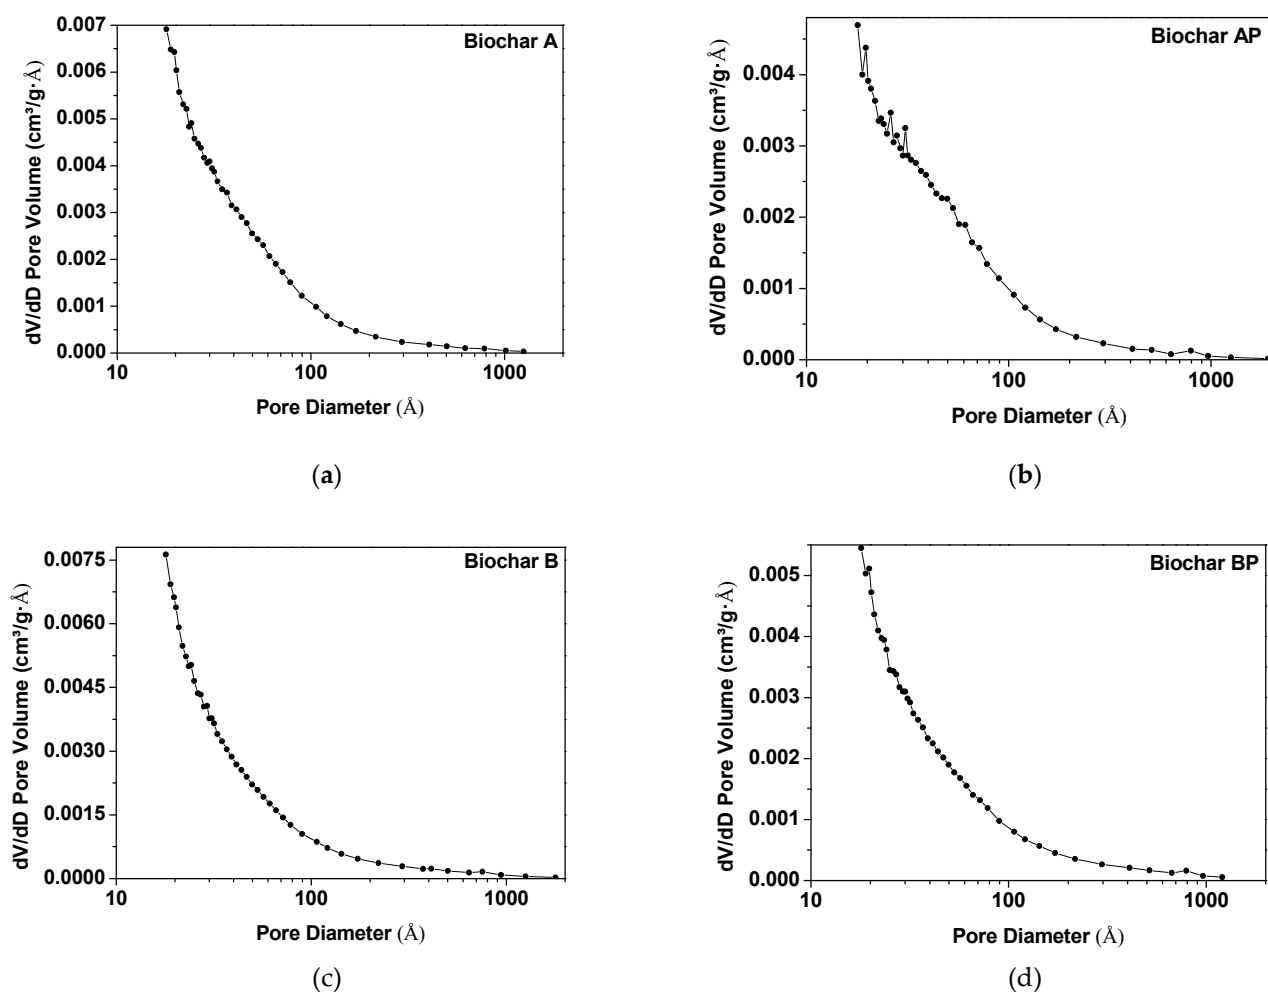 Biochar A
dV/dD Pore Volume (cm³/g·Å)
0.007
0.006
0.005
0.004
0.003
0.002
0.001
0.000
10
100
1000
Pore Diameter (Å)
(a)
Biochar AP
dV/dD Pore Volume (cm³/g·Å)
0.004
0.003
0.002
0.001
0.000
10
100
1000
Pore Diameter (Å)
(b)
Biochar B
dV/dD Pore Volume (cm³/g·Å)
0.0075
0.0060
0.0045
0.0030
0.0015
0.0000
10
100
1000
Pore Diameter (Å)
(c)
Biochar BP
dV/dD Pore Volume (cm³/g·Å)
0.005
0.004
0.003
0.002
0.001
0.000
10
100
1000
Pore Diameter (Å)
(d)